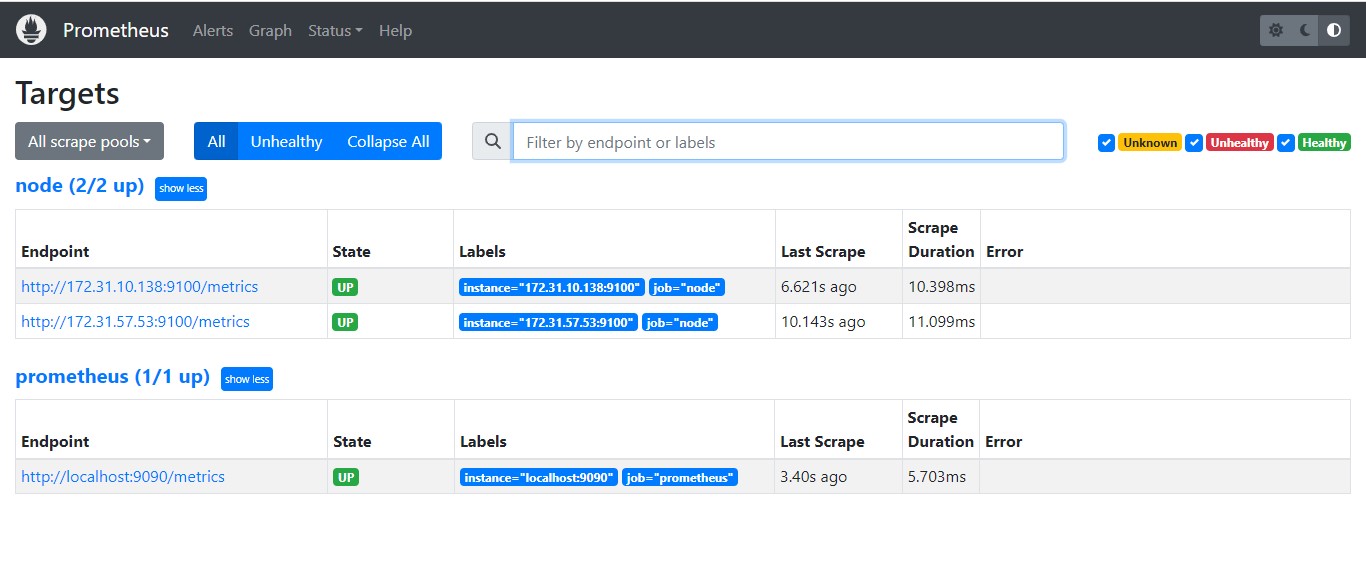 Prometheus Alerts Graph Status Help
Targets
All scrape pools All Unhealthy Collapse All Filter by endpoint or labels Unknown Unhealthy Healthy
node (2/2 up) show less
Endpoint State Labels Last Scrape Scrape Duration Error
http://172.31.10.138:9100/metrics UP instance="172.31.10.138:9100" job="node" 6.621s ago 10.398ms
http://172.31.57.53:9100/metrics UP instance="172.31.57.53:9100" job="node" 10.143s ago 11.099ms
prometheus (1/1 up) show less
Endpoint State Labels Last Scrape Scrape Duration Error
http://localhost:9090/metrics UP instance="localhost:9090" job="prometheus" 3.40s ago 5.703ms